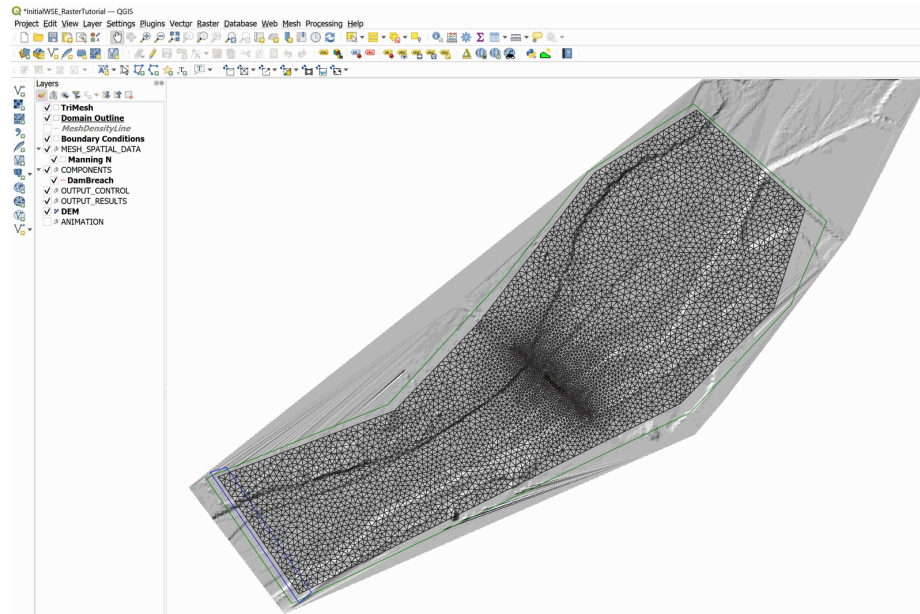 *InitialWSE_RasterTutorial — QGIS
Project Edit View Layer Settings Plugins Vector Raster Database Web Mesh Processing Help
Layers
TriMesh
Domain Outline
MeshDensityLine
Boundary Conditions
MESH_SPATIAL_DATA
Manning N
COMPONENTS
DamBreach
OUTPUT_CONTROL
OUTPUT_RESULTS
DEM
ANIMATION